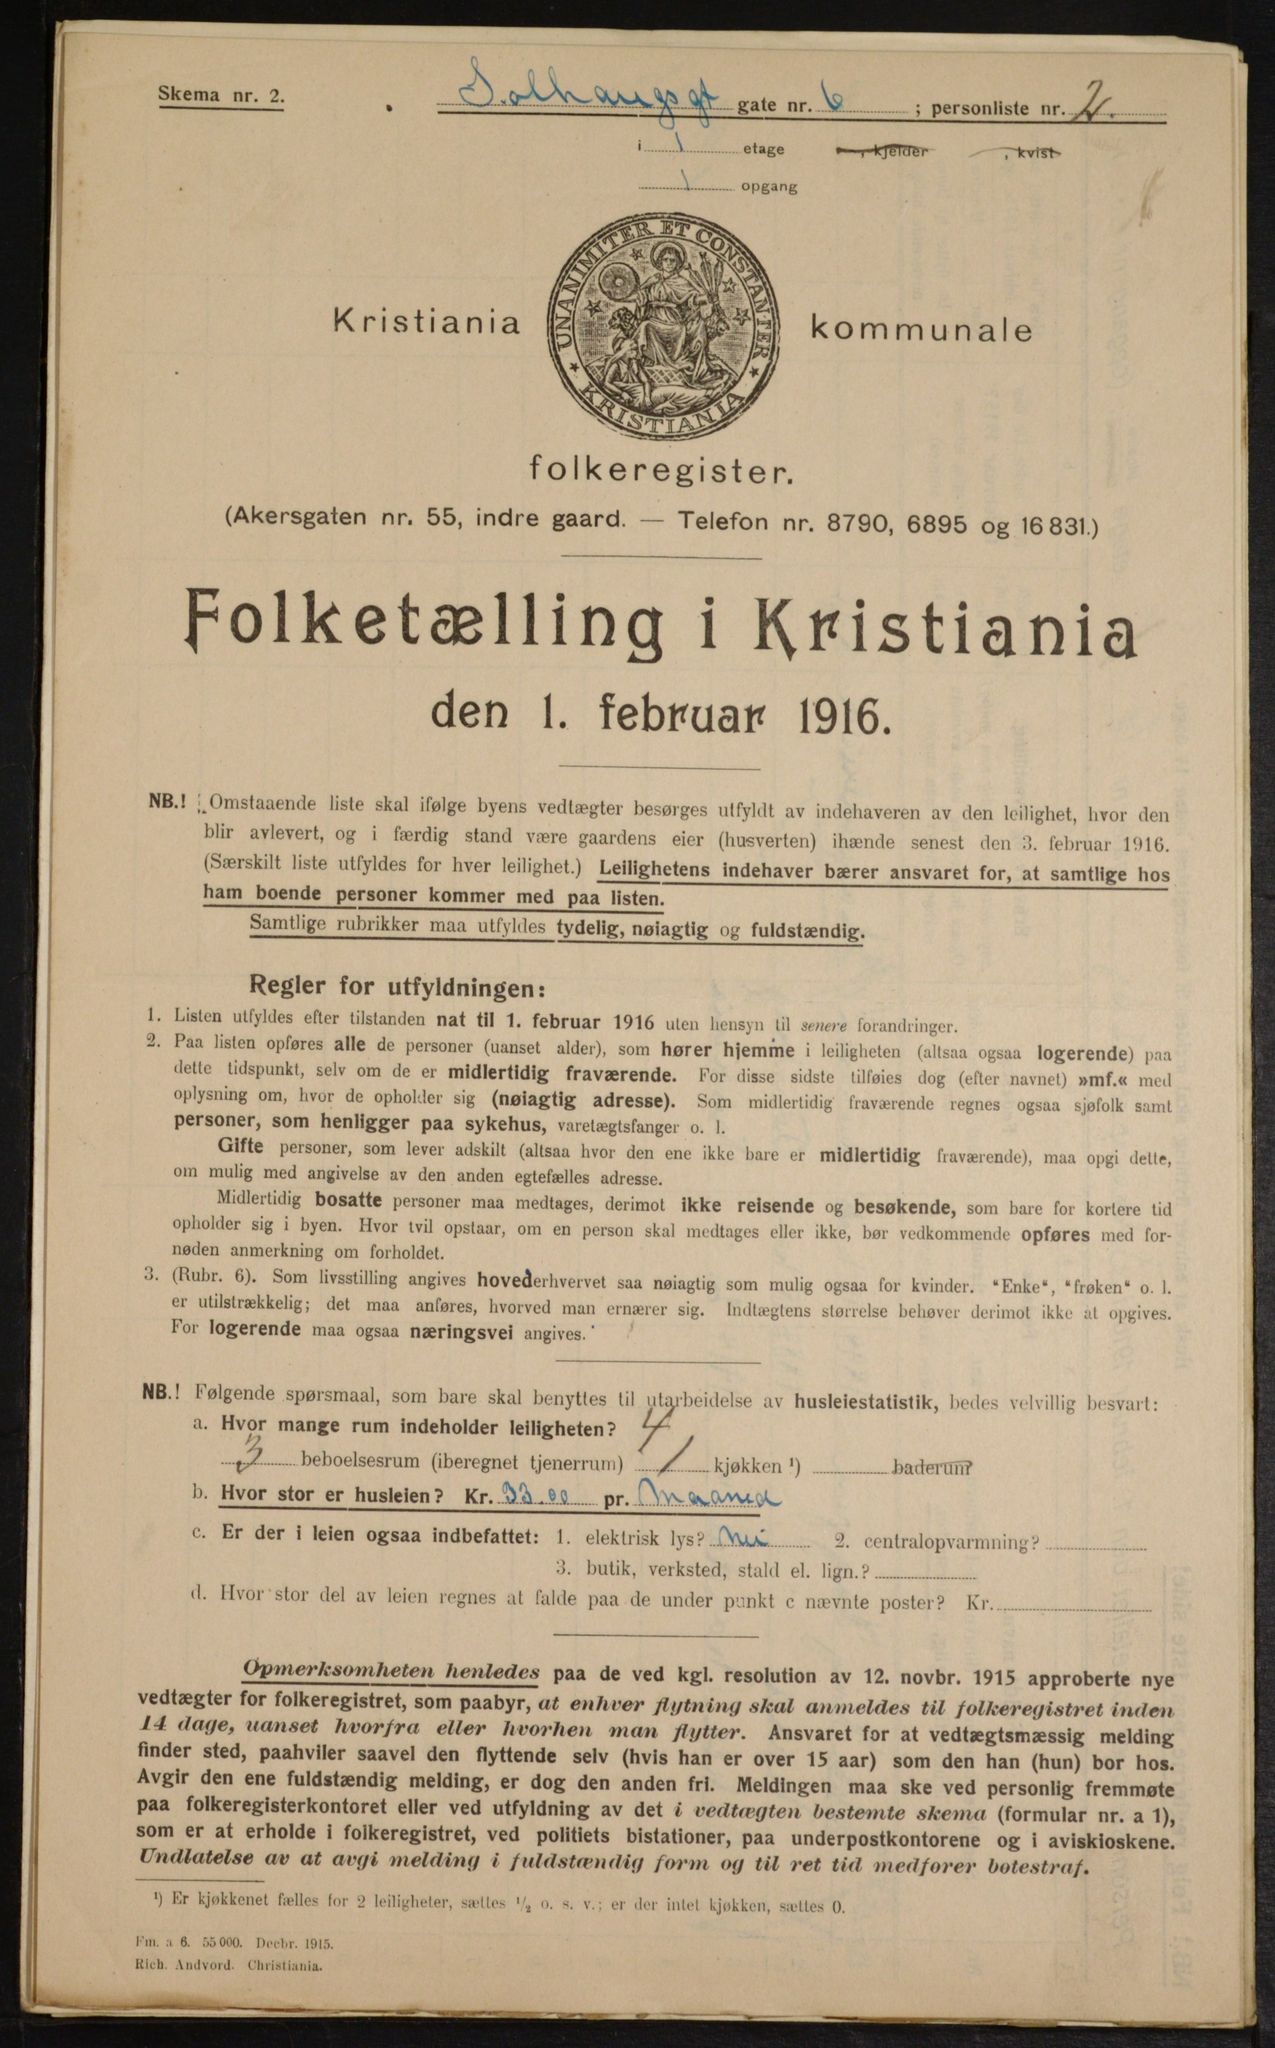 Skema nr. 2.
Solhaugsgt gate nr. 6 ; personliste nr. 2.
i 1 etage , kjelder , kvist
1 opgang
UNANIMITER ET CONSTANTER
KRISTIANIA
Kristiania kommunale
folkeregister.
(Akersgaten nr. 55, indre gaard. — Telefon nr. 8790, 6895 og 16 831.)
Folketælling i Kristiania
den 1. februar 1916.
NB.! Omstaaende liste skal ifølge byens vedtægter besørges utfyldt av indehaveren av den leilighet, hvor den
blir avlevert, og i færdig stand være gaardens eier (husverten) ihænde senest den 3. februar 1916.
(Særskilt liste utfyldes for hver leilighet.) Leilighetens indehaver bærer ansvaret for, at samtlige hos
ham boende personer kommer med paa listen.
Samtlige rubrikker maa utfyldes tydelig, nøiagtig og fuldstændig.
Regler for utfyldningen:
1. Listen utfyldes efter tilstanden nat til 1. februar 1916 uten hensyn til senere forandringer.
2. Paa listen opføres alle de personer (uanset alder), som hører hjemme i leiligheten (altsaa ogsaa logerende) paa
dette tidspunkt, selv om de er midlertidig fraværende. For disse sidste tilføies dog (efter navnet) »mf.« med
oplysning om, hvor de opholder sig (nøiagtig adresse). Som midlertidig fraværende regnes ogsaa sjøfolk samt
personer, som henligger paa sykehus, varetægtsfanger o. l.
Gifte personer, som lever adskilt (altsaa hvor den ene ikke bare er midlertidig fraværende), maa opgi dette,
om mulig med angivelse av den anden egtefælles adresse.
Midlertidig bosatte personer maa medtages, derimot ikke reisende og besøkende, som bare for kortere tid
opholder sig i byen. Hvor tvil opstaar, om en person skal medtages eller ikke, bør vedkommende opføres med for-
nøden anmerkning om forholdet.
3. (Rubr. 6). Som livsstilling angives hovederhvervet saa nøiagtig som mulig ogsaa for kvinder. "Enke", "frøken" o. l.
er utilstrækkelig; det maa anføres, hvorved man ernærer sig. Indtægtens størrelse behøver derimot ikke at opgives.
For logerende maa ogsaa næringsvei angives.
NB.! Følgende spørsmaal, som bare skal benyttes til utarbeidelse av husleiestatistik, bedes velvillig besvart:
a. Hvor mange rum indeholder leiligheten? 4
3 beboelsesrum (iberegnet tjenerrum) 1 kjøkken ¹) baderum
b. Hvor stor er husleien? Kr. 33.00 pr. Maaned
c. Er der i leien ogsaa indbefattet: 1. elektrisk lys? Nei 2. centralopvarmning?
3. butik, verksted, stald el. lign.?
d. Hvor stor del av leien regnes at falde paa de under punkt c nævnte poster? Kr.
Opmerksomheten henledes paa de ved kgl. resolution av 12. novbr. 1915 approberte nye
vedtægter for folkeregistret, som paabyr, at enhver flytning skal anmeldes til folkeregistret inden
14 dage, uanset hvorfra eller hvorhen man flytter. Ansvaret for at vedtægtsmæssig melding
finder sted, paahviler saavel den flyttende selv (hvis han er over 15 aar) som den han (hun) bor hos.
Avgir den ene fuldstændig melding, er dog den anden fri. Meldingen maa ske ved personlig fremmøte
paa folkeregisterkontoret eller ved utfyldning av det i vedtægten bestemte skema (formular nr. a 1),
som er at erholde i folkeregistret, ved politiets bistationer, paa underpostkontorene og i aviskioskene.
Undlatelse av at avgi melding i fuldstændig form og til ret tid medfører bøtestraf.
¹) Er kjøkkenet fælles for 2 leiligheter, sættes ½ o. s. v.; er der intet kjøkken, sættes 0.
Fm. a 6. 55 000. Decbr. 1915.
Rich. Andvord. Christiania.